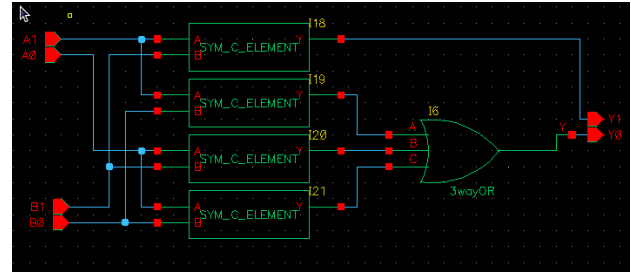 I18
A1
A0
A
B
SYM_C_ELEMENT
Y
Y1
I19
A
B
SYM_C_ELEMENT
Y
I6
A
B
C
Y
Y0
3wayOR
I20
A
B
SYM_C_ELEMENT
Y
I21
A
B
SYM_C_ELEMENT
Y
B1
B0